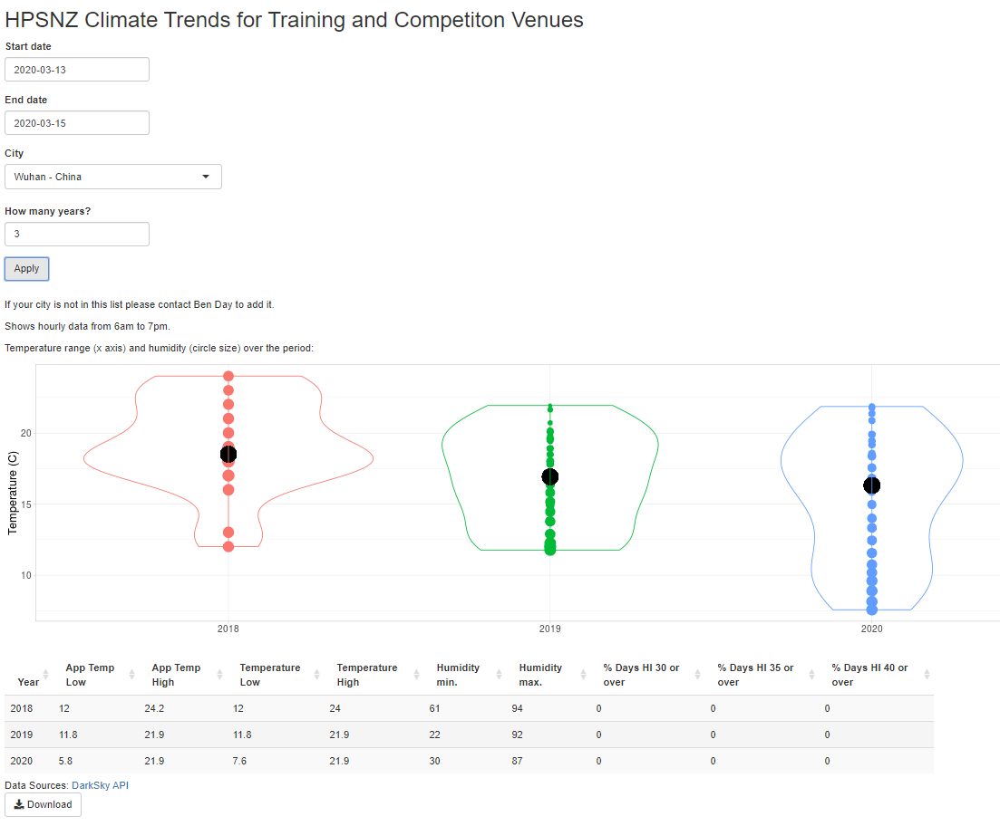 HPSNZ Climate Trends for Training and Competiton Venues
Start date
2020-03-13
End date
2020-03-15
City
Wuhan - China
How many years?
3
Apply
If your city is not in this list please contact Ben Day to add it.
Shows hourly data from 6am to 7pm.
Temperature range (x axis) and humidity (circle size) over the period:
Temperature (C)
20
15
10
2018 2019 2020
Year App Temp Low App Temp High Temperature Low Temperature High Humidity min. Humidity max. % Days HI 30 or over % Days HI 35 or over % Days HI 40 or over
2018 12 24.2 12 24 61 94 0 0 0
2019 11.8 21.9 11.8 21.9 22 92 0 0 0
2020 5.8 21.9 7.6 21.9 30 87 0 0 0
Data Sources: DarkSky API
Download